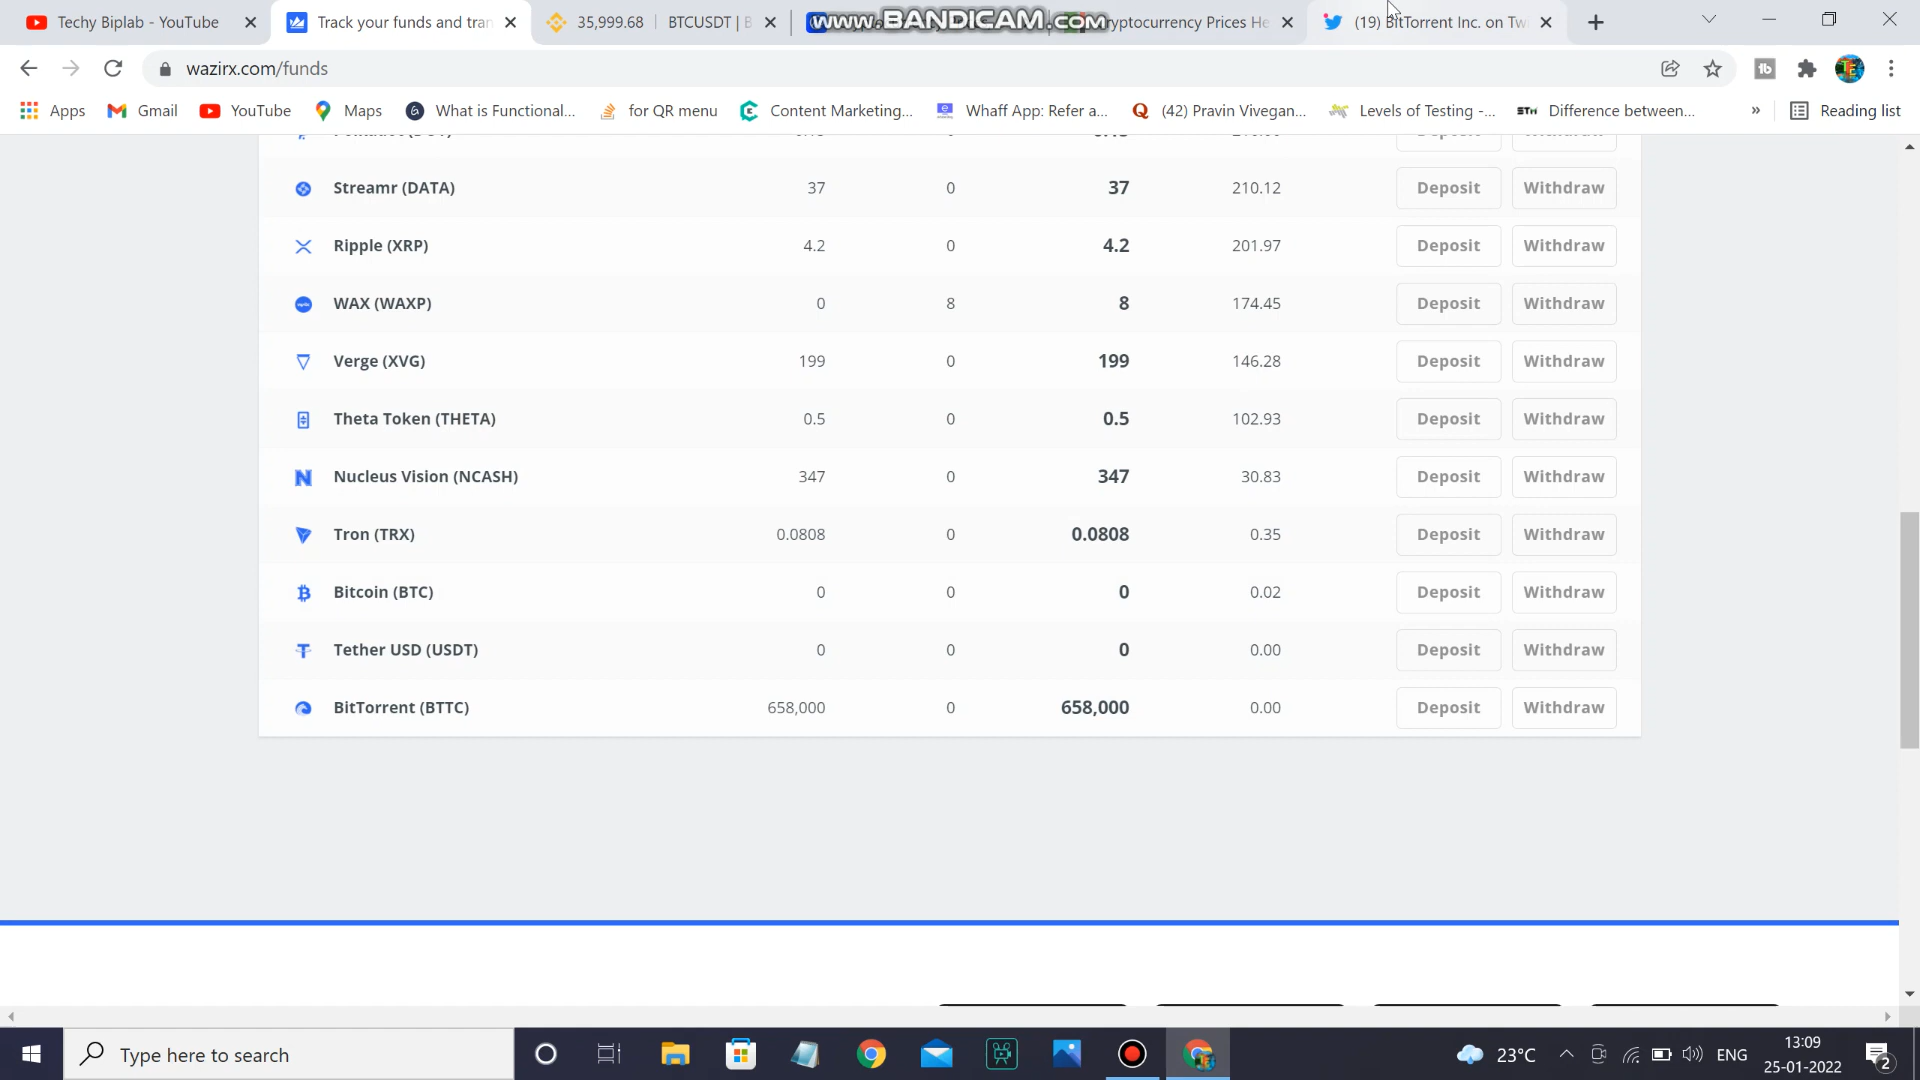 Techy Biplab - YouTube
Track your funds and tran
35,999.68 BTCUSDT | B
www.BANDICAM.com
ryptocurrency Prices He
(19) BitTorrent Inc. on Tw
wazirx.com/funds
Apps
Gmail
YouTube
Maps
What is Functional...
for QR menu
Content Marketing...
Whaff App: Refer a...
(42) Pravin Vivegan...
Levels of Testing -...
Difference between...
»
Reading list
Streamr (DATA) 37 0 37 210.12 Deposit Withdraw
Ripple (XRP) 4.2 0 4.2 201.97 Deposit Withdraw
WAX (WAXP) 0 8 8 174.45 Deposit Withdraw
Verge (XVG) 199 0 199 146.28 Deposit Withdraw
Theta Token (THETA) 0.5 0 0.5 102.93 Deposit Withdraw
Nucleus Vision (NCASH) 347 0 347 30.83 Deposit Withdraw
Tron (TRX) 0.0808 0 0.0808 0.35 Deposit Withdraw
Bitcoin (BTC) 0 0 0 0.02 Deposit Withdraw
Tether USD (USDT) 0 0 0 0.00 Deposit Withdraw
BitTorrent (BTTC) 658,000 0 658,000 0.00 Deposit Withdraw
Type here to search
23°C
ENG
13:09
25-01-2022
2